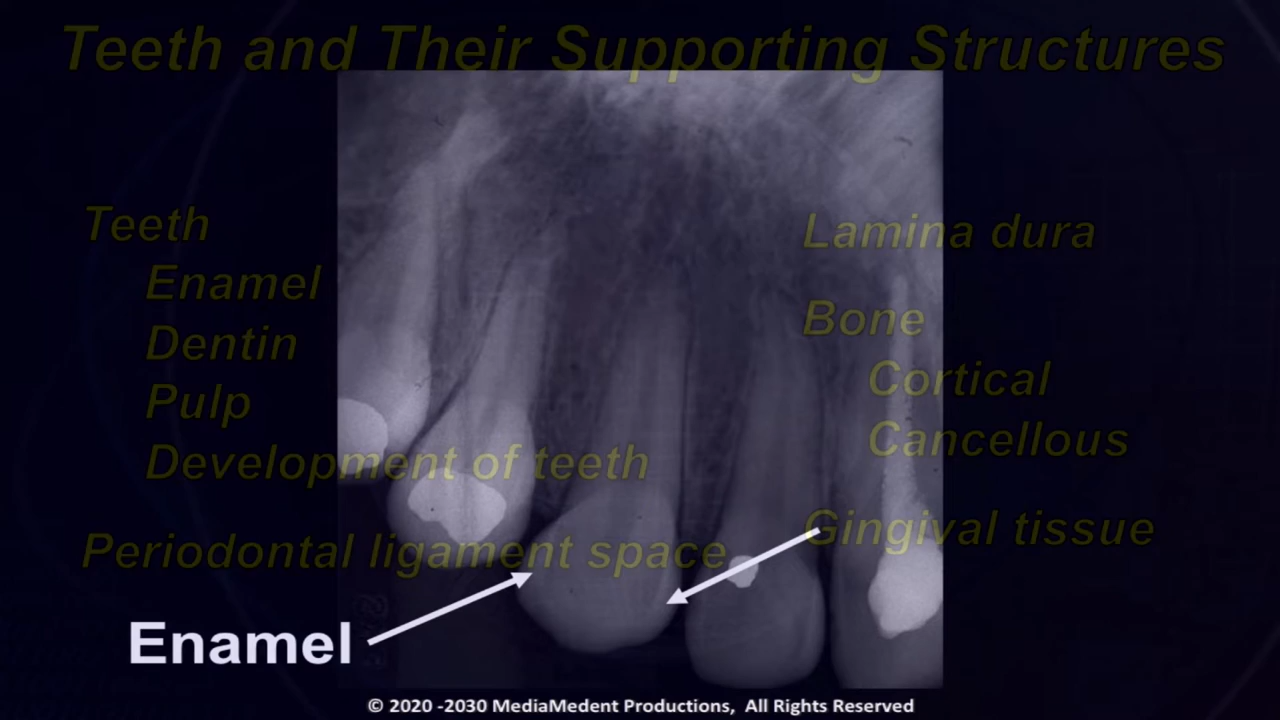 Teeth and Their Supporting Structures
Teeth
Enamel
Dentin
Pulp
Development of teeth
Periodontal ligament space
Lamina dura
Bone
Cortical
Cancellous
Gingival tissue
Enamel
© 2020 -2030 MediaMedent Productions, All Rights Reserved